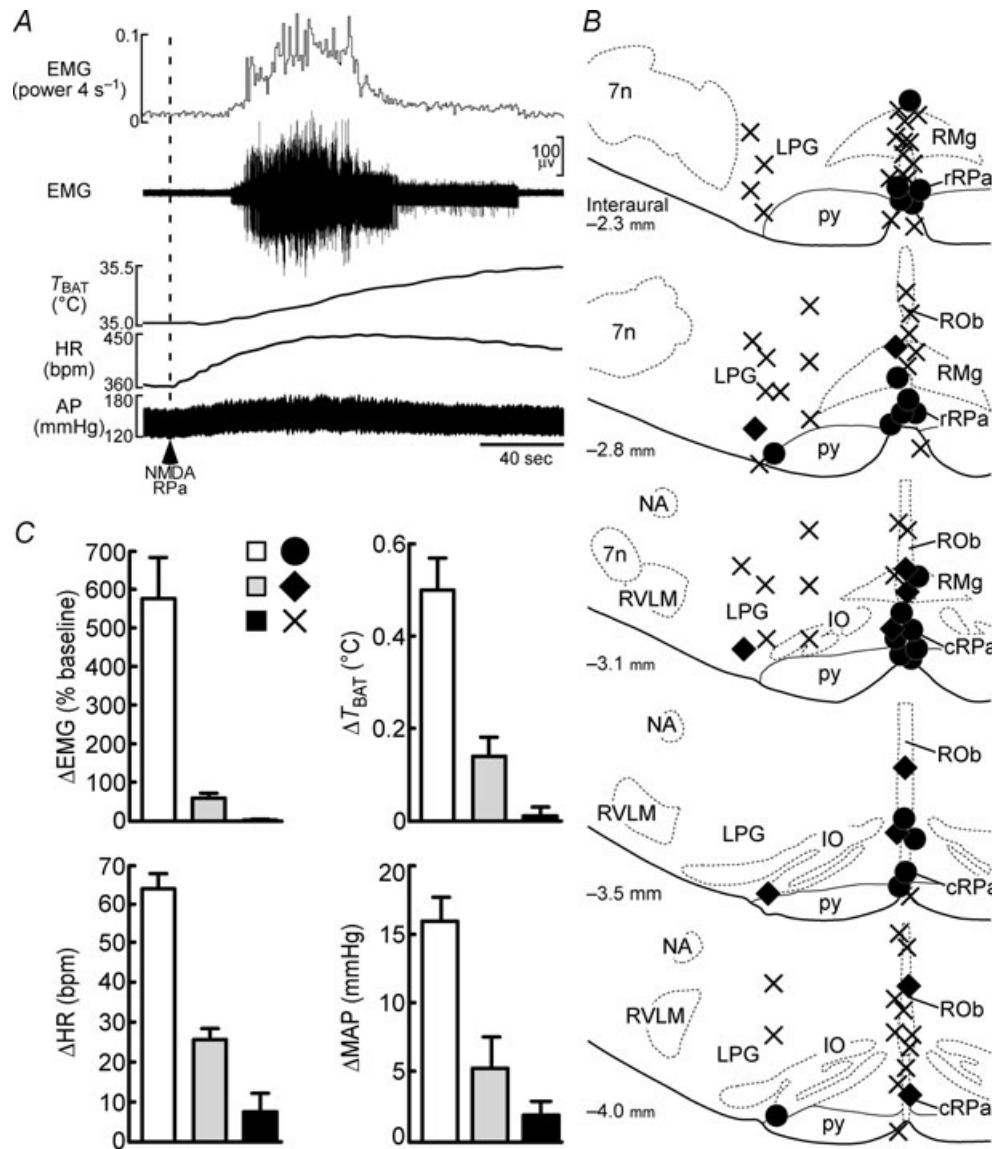 A
0.1
EMG
(power 4 s⁻¹)
0
100
μv
EMG
35.5
T_BAT
(°C)
35.0
450
HR
(bpm)
360
180
AP
(mmHg)
120
NMDA
RPa
40 sec
B
7n
LPG
RMg
rRPa
Interaural
–2.3 mm
py
7n
ROb
LPG
RMg
rRPa
–2.8 mm
py
NA
ROb
7n
RVLM
RMg
LPG
IO
cRPa
–3.1 mm
py
NA
ROb
RVLM
LPG
IO
cRPa
–3.5 mm
py
NA
ROb
RVLM
LPG
IO
cRPa
–4.0 mm
py
C
ΔEMG (% baseline)
700
600
500
400
300
200
100
0
ΔT_BAT (°C)
0.6
0.4
0.2
0
ΔHR (bpm)
70
60
50
40
30
20
10
0
ΔMAP (mmHg)
20
15
10
5
0